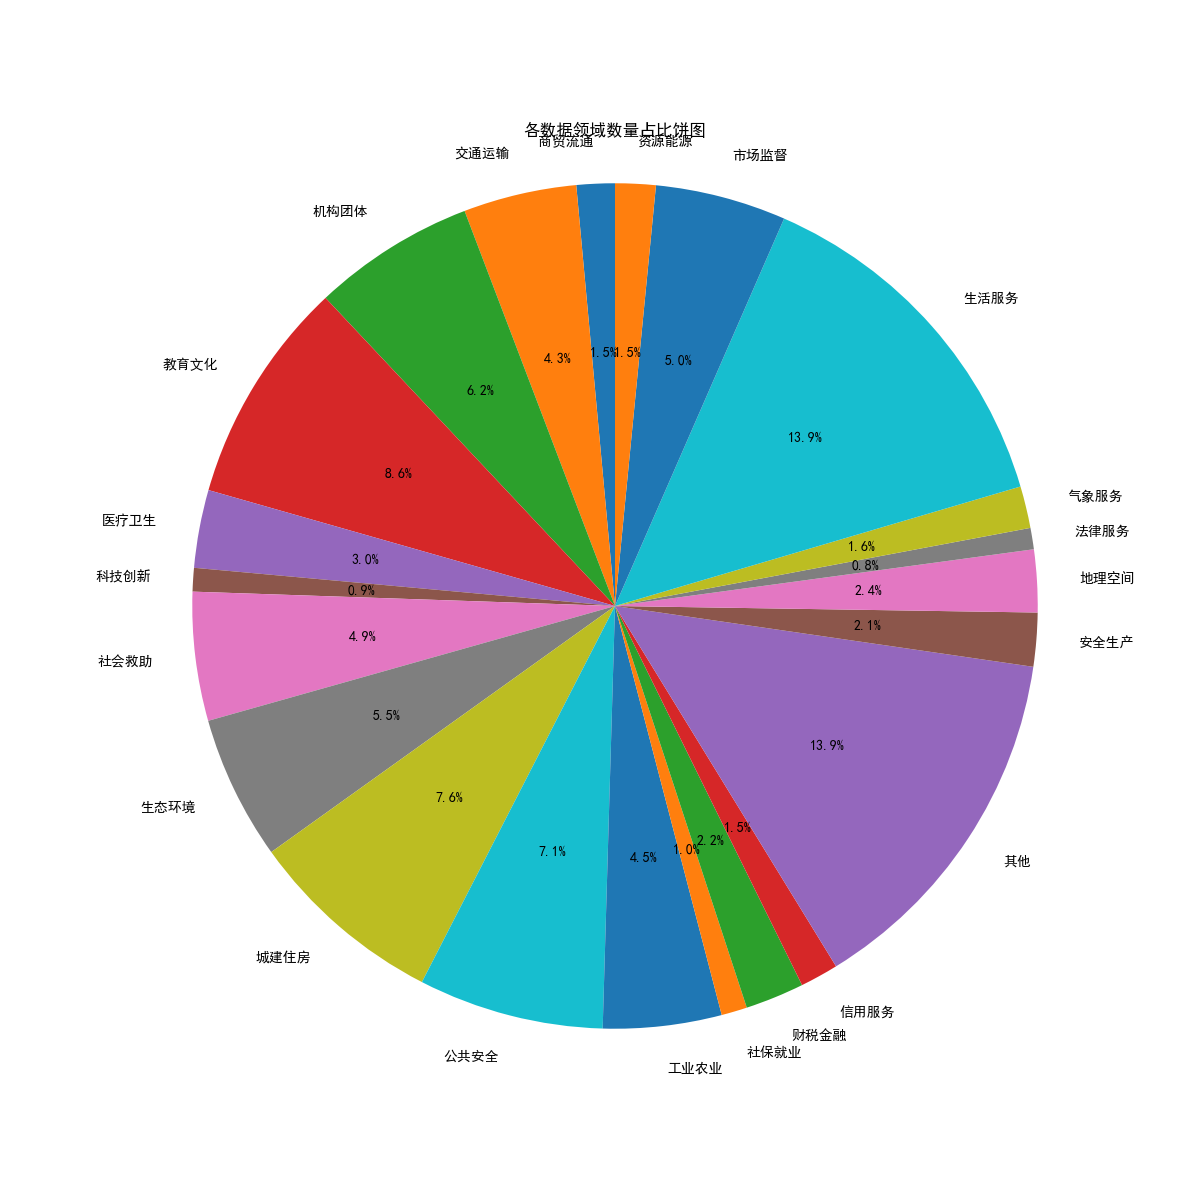 各数据领域数量占比饼图
商贸流通
资源能源
交通运输
市场监督
机构团体
生活服务
教育文化
气象服务
医疗卫生
法律服务
科技创新
地理空间
社会救助
安全生产
生态环境
其他
城建住房
信用服务
公共安全
财税金融
社保就业
工业农业
1.5%
1.5%
4.3%
5.0%
6.2%
13.9%
8.6%
1.6%
3.0%
0.8%
0.9%
2.4%
4.9%
2.1%
5.5%
13.9%
7.6%
1.5%
7.1%
2.2%
1.0%
4.5%